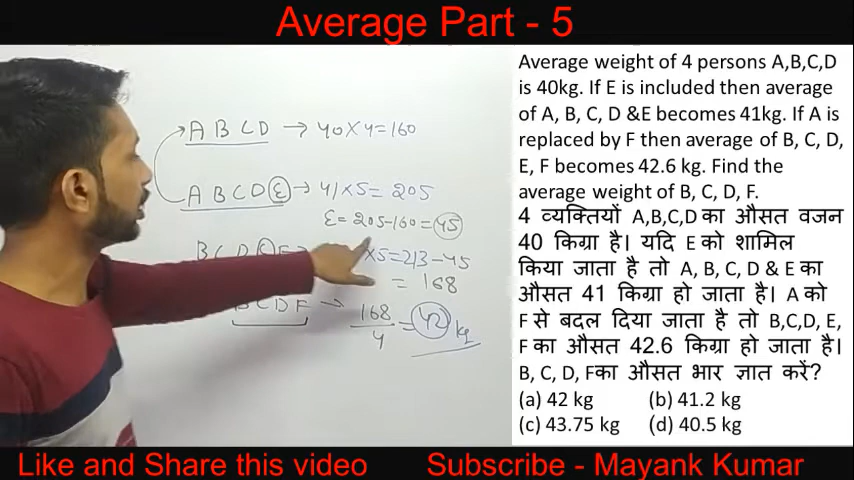 Average Part - 5
A B C D → 40 X 4 = 160
A B C D E → 41 X 5 = 205
E = 205-160 = 45
B C D E F X5 = 213 - 45
= 168
B C D F → 168/4 = 42 kg
Average weight of 4 persons A,B,C,D
is 40kg. If E is included then average
of A, B, C, D &E becomes 41kg. If A is
replaced by F then average of B, C, D,
E, F becomes 42.6 kg. Find the
average weight of B, C, D, F.
4 व्यक्तियों A,B,C,D का औसत वजन
40 किग्रा है। यदि E को शामिल
किया जाता है तो A, B, C, D & E का
औसत 41 किग्रा हो जाता है। A को
F से बदल दिया जाता है तो B,C,D, E,
F का औसत 42.6 किग्रा हो जाता है।
B, C, D, Fका औसत भार ज्ञात करें?
(a) 42 kg (b) 41.2 kg
(c) 43.75 kg (d) 40.5 kg
Like and Share this video Subscribe - Mayank Kumar